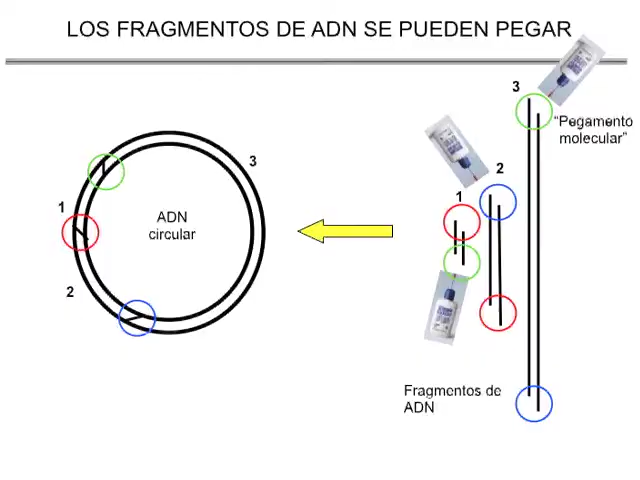 LOS FRAGMENTOS DE ADN SE PUEDEN PEGAR
3
"Pegamento
molecular"
2
1
3
1
ADN
circular
2
Fragmentos de
ADN